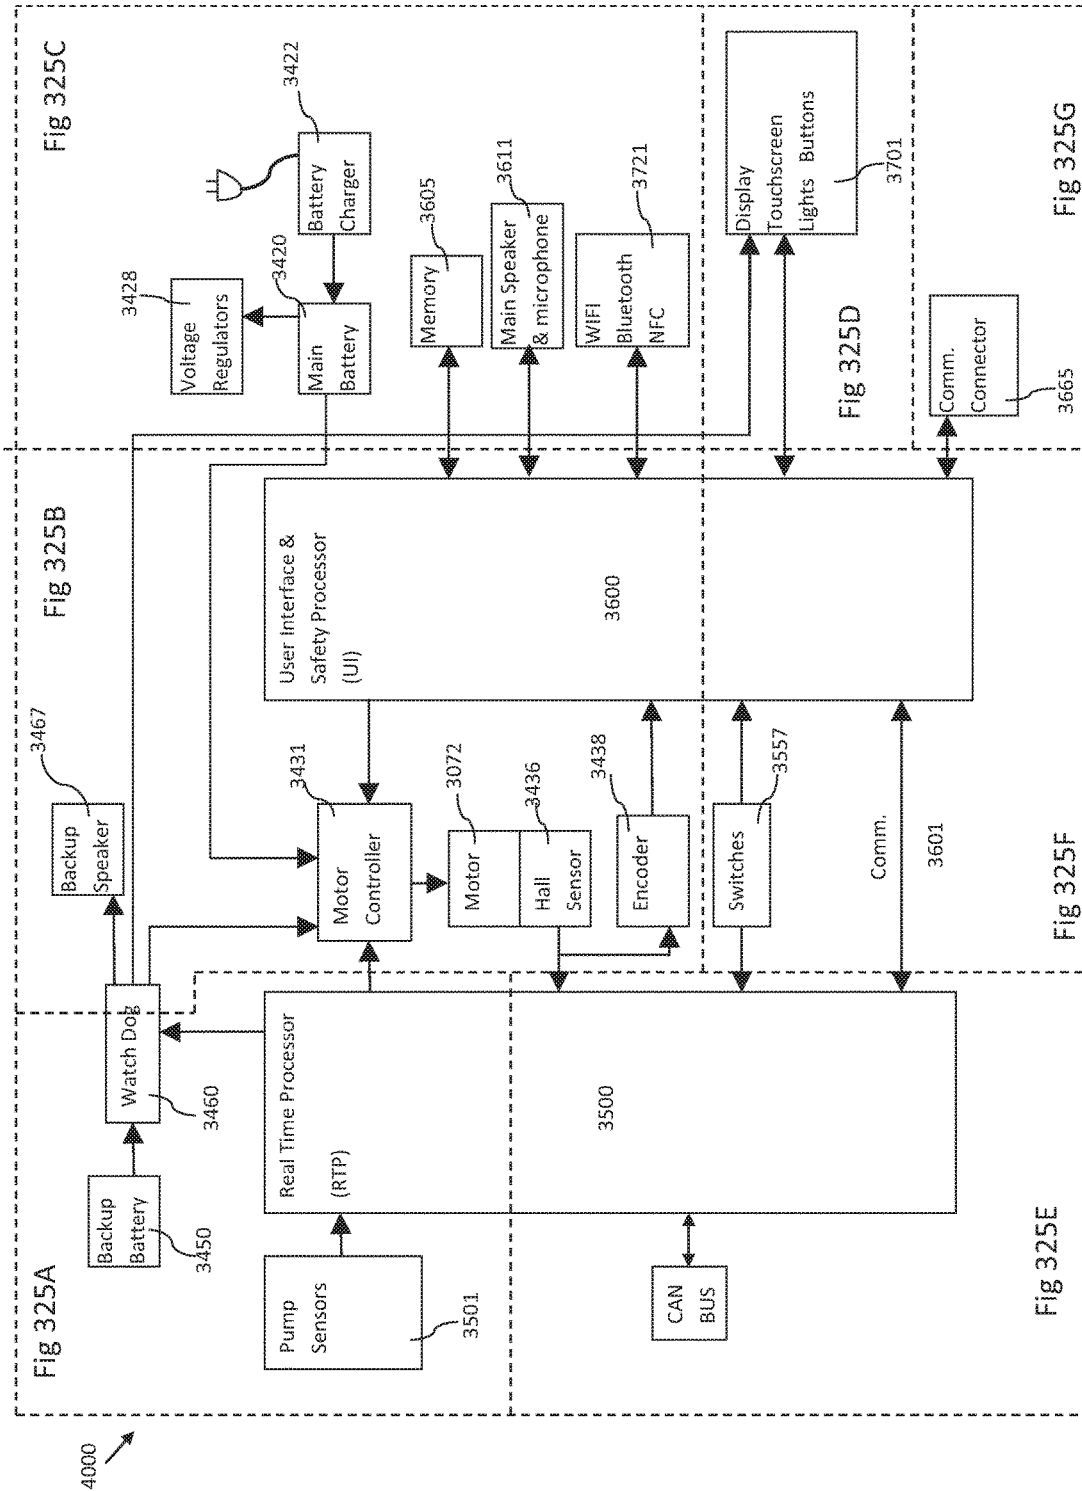 4000
Fig 325A
Backup
Battery
3450
Watch Dog
3460
Pump
Sensors
3501
Real Time Processor
(RTP)
3500
CAN
BUS
Fig 325E
Fig 325B
Backup
Speaker
3467
Motor
Controller
3431
Motor
3072
Hall
Sensor
3436
Encoder
3438
Switches
3557
Comm.
3601
Fig 325F
User Interface &
Safety Processor
(UI)
3600
Fig 325C
Voltage
Regulators
3428
Main
Battery
3420
Battery
Charger
3422
Memory
3605
Main Speaker
& microphone
3611
WIFI
Bluetooth
NFC
3721
Display
Touchscreen
Lights Buttons
3701
Fig 325D
Comm.
Connector
3665
Fig 325G